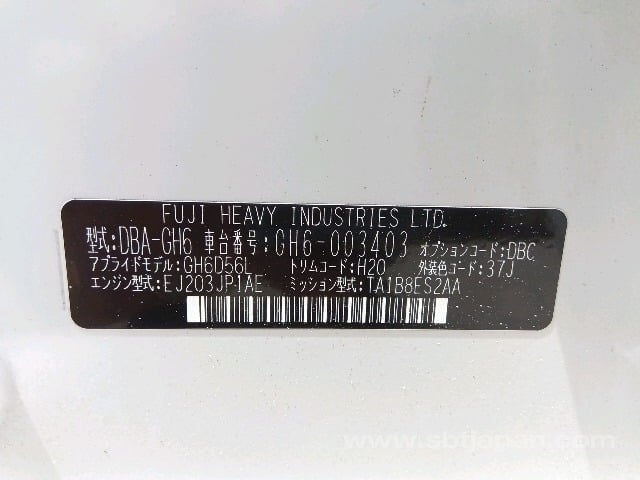 FUJI HEAVY INDUSTRIES LTD.
型式:DBA-GH6 車台番号:GH6-003403 オプションコード:DBC
アプライドモデル:GH6D56L トリムコード:H20 外装色コード:37J
エンジン型式:EJ203JP1AE ミッション型式:TA1B8ES2AA
www.sbtjapan.com